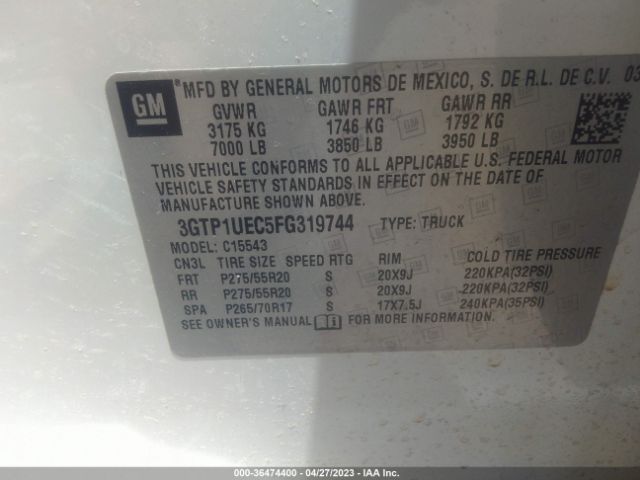 GM
® MFD BY GENERAL MOTORS DE MEXICO, S. DE R.L. DE C.V. 03
GVWR GAWR FRT GAWR RR
3175 KG 1746 KG 1792 KG
7000 LB 3850 LB 3950 LB
THIS VEHICLE CONFORMS TO ALL APPLICABLE U.S. FEDERAL MOTOR
VEHICLE SAFETY STANDARDS IN EFFECT ON THE DATE OF
MANUFACTURE SHOWN ABOVE.
3GTP1UEC5FG319744 TYPE: TRUCK
MODEL: C15543
CN3L TIRE SIZE SPEED RTG RIM COLD TIRE PRESSURE
FRT P275/55R20 S 20X9J 220KPA(32PSI)
RR P275/55R20 S 20X9J 220KPA(32PSI)
SPA P265/70R17 S 17X7.5J 240KPA(35PSI)
SEE OWNER'S MANUAL FOR MORE INFORMATION.
000-36474400 - 04/27/2023 - IAA Inc.